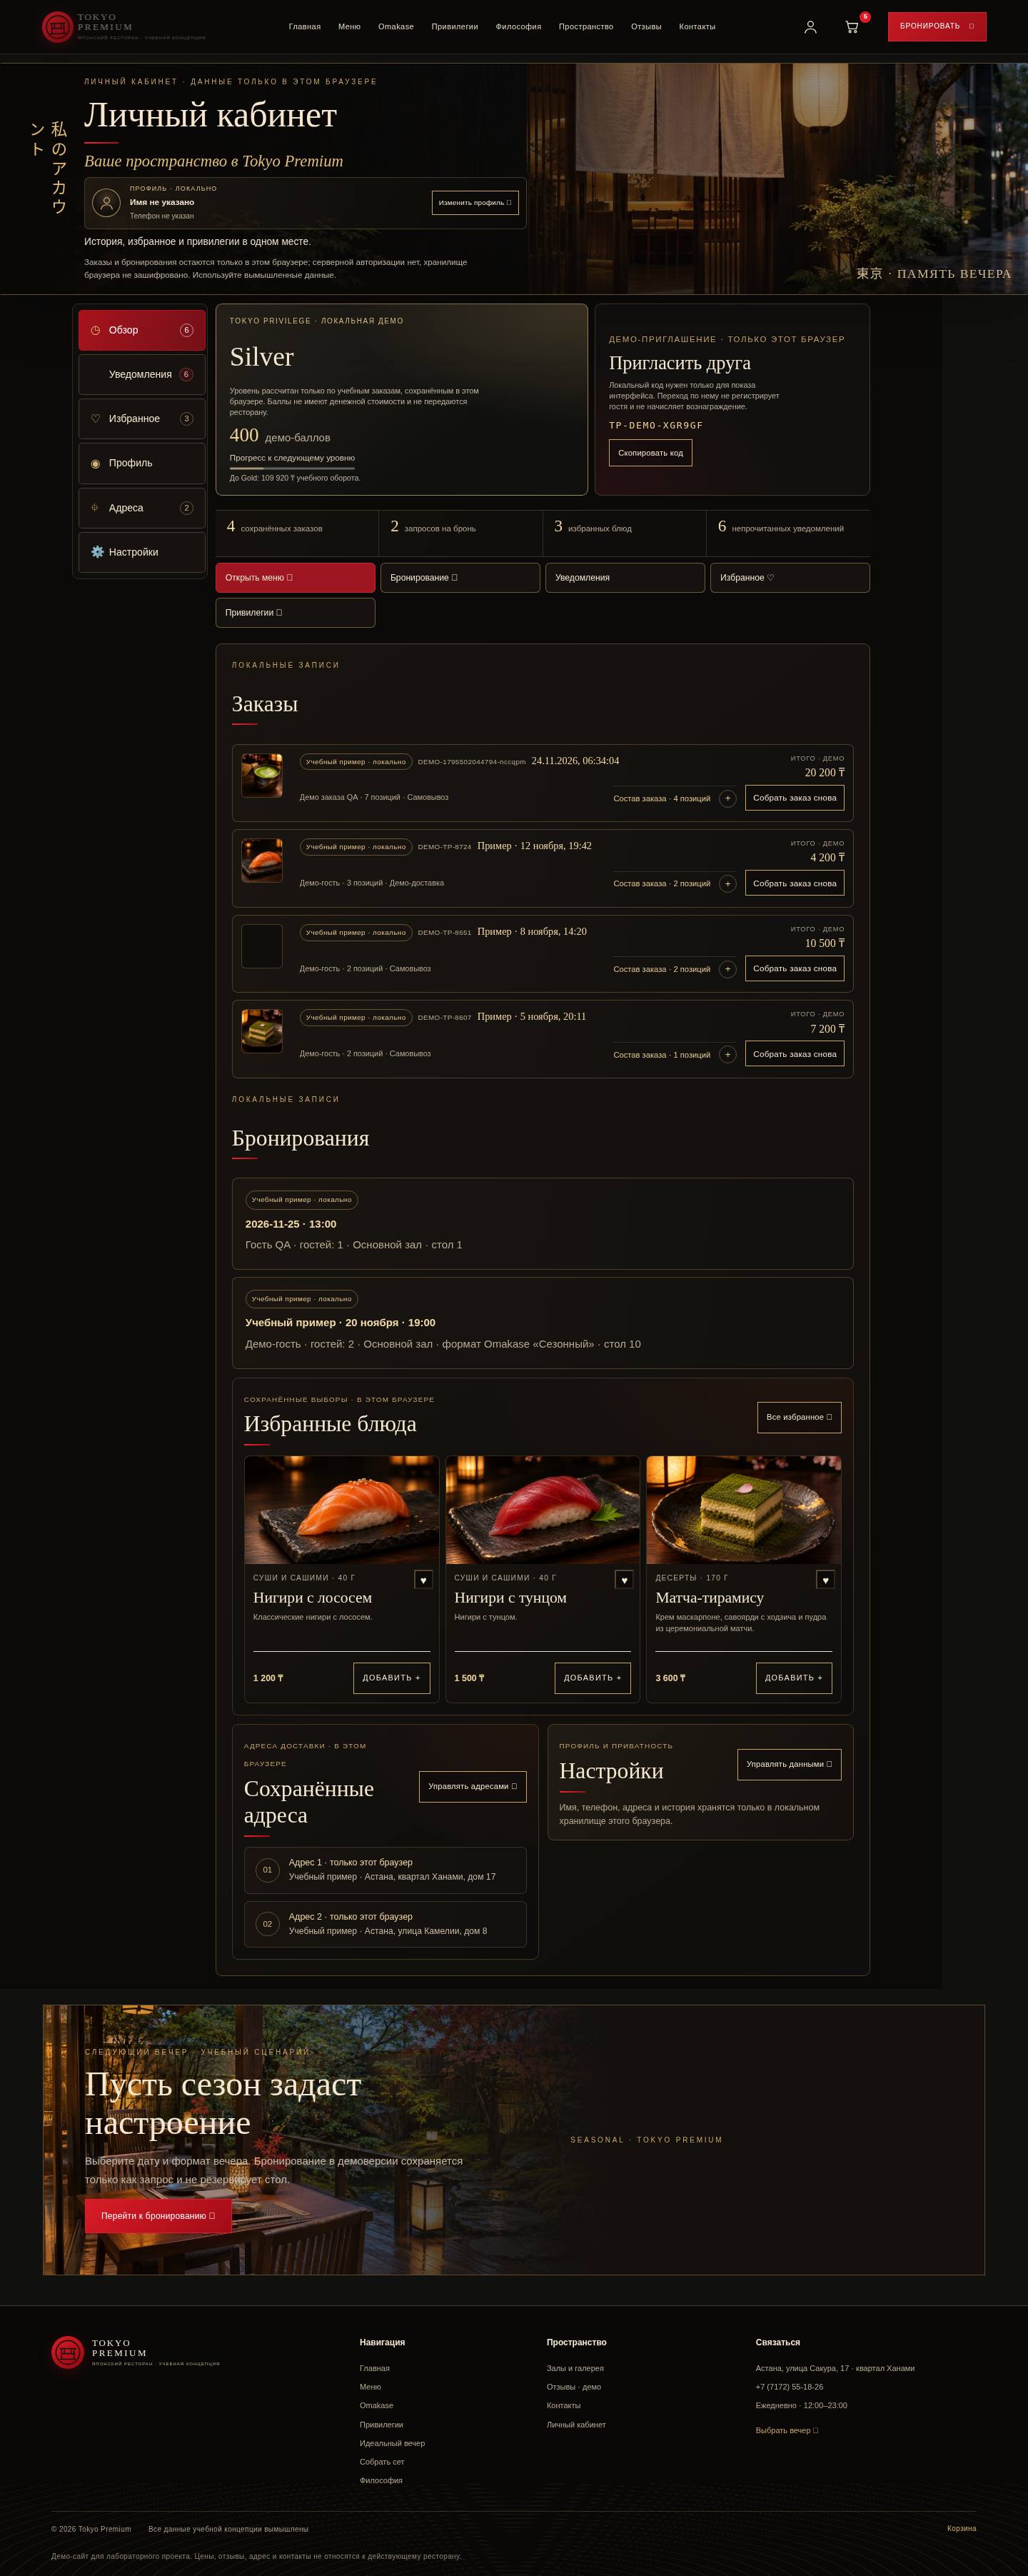 TOKYO
PREMIUM
ЯПОНСКИЙ РЕСТОРАН · УЧЕБНАЯ КОНЦЕПЦИЯ
Главная Меню Omakase Привилегии Философия Пространство Отзывы Контакты
5
БРОНИРОВАТЬ
ЛИЧНЫЙ КАБИНЕТ · ДАННЫЕ ТОЛЬКО В ЭТОМ БРАУЗЕРЕ
Личный кабинет
私のアカウント
Ваше пространство в Tokyo Premium
ПРОФИЛЬ · ЛОКАЛЬНО
Имя не указано
Телефон не указан
Изменить профиль
История, избранное и привилегии в одном месте.
Заказы и бронирования остаются только в этом браузере; серверной авторизации нет, хранилище
браузера не зашифровано. Используйте вымышленные данные.
東京 · ПАМЯТЬ ВЕЧЕРА
Обзор 6
Уведомления 6
Избранное 3
Профиль
Адреса 2
Настройки
TOKYO PRIVILEGE · ЛОКАЛЬНАЯ ДЕМО
Silver
Уровень рассчитан только по учебным заказам, сохранённым в этом
браузере. Баллы не имеют денежной стоимости и не передаются
ресторану.
400 демо-баллов
Прогресс к следующему уровню
До Gold: 109 920 ₸ учебного оборота.
ДЕМО-ПРИГЛАШЕНИЕ · ТОЛЬКО ЭТОТ БРАУЗЕР
Пригласить друга
Локальный код нужен только для показа
интерфейса. Переход по нему не регистрирует
гостя и не начисляет вознаграждение.
TP-DEMO-XGR9GF
Скопировать код
4 сохранённых заказов
2 запросов на бронь
3 избранных блюд
6 непрочитанных уведомлений
Открыть меню
Бронирование
Уведомления
Избранное ♡
Привилегии
ЛОКАЛЬНЫЕ ЗАПИСИ
Заказы
Учебный пример · локально DEMO-1795502044794-nccqpm 24.11.2026, 06:34:04
ИТОГО · ДЕМО
20 200 ₸
Демо заказа QA · 7 позиций · Самовывоз
Состав заказа · 4 позиций +
Собрать заказ снова
Учебный пример · локально DEMO-TP-8724 Пример · 12 ноября, 19:42
ИТОГО · ДЕМО
4 200 ₸
Демо-гость · 3 позиций · Демо-доставка
Состав заказа · 2 позиций +
Собрать заказ снова
Учебный пример · локально DEMO-TP-8651 Пример · 8 ноября, 14:20
ИТОГО · ДЕМО
10 500 ₸
Демо-гость · 2 позиций · Самовывоз
Состав заказа · 2 позиций +
Собрать заказ снова
Учебный пример · локально DEMO-TP-8607 Пример · 5 ноября, 20:11
ИТОГО · ДЕМО
7 200 ₸
Демо-гость · 2 позиций · Самовывоз
Состав заказа · 1 позиций +
Собрать заказ снова
ЛОКАЛЬНЫЕ ЗАПИСИ
Бронирования
Учебный пример · локально
2026-11-25 · 13:00
Гость QA · гостей: 1 · Основной зал · стол 1
Учебный пример · локально
Учебный пример · 20 ноября · 19:00
Демо-гость · гостей: 2 · Основной зал · формат Omakase «Сезонный» · стол 10
СОХРАНЁННЫЕ ВЫБОРЫ · В ЭТОМ БРАУЗЕРЕ
Избранные блюда
Все избранное
СУШИ И САШИМИ · 40 Г
Нигири с лососем
Классические нигири с лососем.
1 200 ₸
ДОБАВИТЬ +
СУШИ И САШИМИ · 40 Г
Нигири с тунцом
Нигири с тунцом.
1 500 ₸
ДОБАВИТЬ +
ДЕСЕРТЫ · 170 Г
Матча-тирамису
Крем маскарпоне, савоярди с ходзича и пудра
из церемониальной матчи.
3 600 ₸
ДОБАВИТЬ +
АДРЕСА ДОСТАВКИ · В ЭТОМ
БРАУЗЕРЕ
Сохранённые
адреса
Управлять адресами
01
Адрес 1 · только этот браузер
Учебный пример · Астана, квартал Ханами, дом 17
02
Адрес 2 · только этот браузер
Учебный пример · Астана, улица Камелии, дом 8
ПРОФИЛЬ И ПРИВАТНОСТЬ
Настройки
Управлять данными
Имя, телефон, адреса и история хранятся только в локальном
хранилище этого браузера.
СЛЕДУЮЩИЙ ВЕЧЕР · УЧЕБНЫЙ СЦЕНАРИЙ
Пусть сезон задаст
настроение
Выберите дату и формат вечера. Бронирование в демоверсии сохраняется
только как запрос и не резервирует стол.
Перейти к бронированию
SEASONAL · TOKYO PREMIUM
TOKYO
PREMIUM
ЯПОНСКИЙ РЕСТОРАН · УЧЕБНАЯ КОНЦЕПЦИЯ
Навигация
Главная
Меню
Omakase
Привилегии
Идеальный вечер
Собрать сет
Философия
Пространство
Залы и галерея
Отзывы · демо
Контакты
Личный кабинет
Связаться
Астана, улица Сакура, 17 · квартал Ханами
+7 (7172) 55-18-26
Ежедневно · 12:00–23:00
Выбрать вечер
© 2026 Tokyo Premium
Все данные учебной концепции вымышлены
Корзина
Демо-сайт для лабораторного проекта. Цены, отзывы, адрес и контакты не относятся к действующему ресторану.